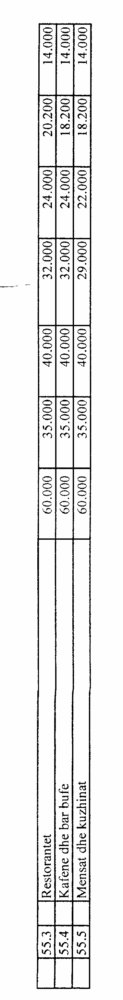 55.3 Restorantet 60.000 35.000 40.000 32.000 24.000 20.200 14.000
55.4 Kafene dhe bar bufe 60.000 35.000 40.000 32.000 24.000 18.200 14.000
55.5 Mensat dhe kuzhinat 60.000 35.000 40.000 29.000 22.000 18.200 14.000